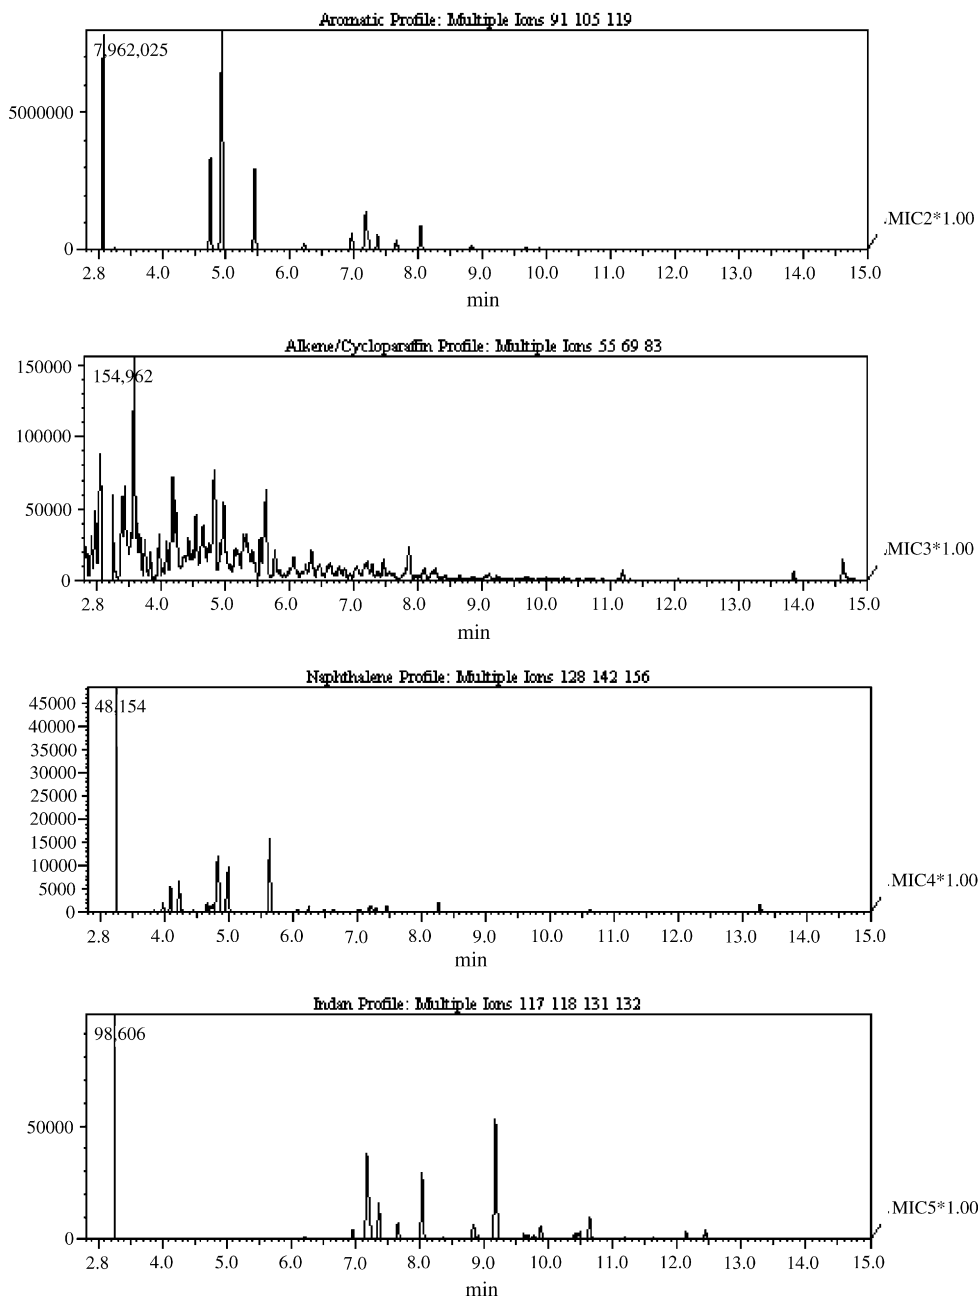 Aromatic Profile: Multiple Ions 91 105 119
7,962,025
5000000
0
MIC2*1.00
2.8 4.0 5.0 6.0 7.0 8.0 9.0 10.0 11.0 12.0 13.0 14.0 15.0
min
Alkene/Cycloparaffin Profile: Multiple Ions 55 69 83
150000
154,962
100000
50000
MIC3*1.00
0
2.8 4.0 5.0 6.0 7.0 8.0 9.0 10.0 11.0 12.0 13.0 14.0 15.0
min
Naphthalene Profile: Multiple Ions 128 142 156
45000
48,154
40000
35000
30000
25000
20000
15000
10000
5000
MIC4*1.00
0
2.8 4.0 5.0 6.0 7.0 8.0 9.0 10.0 11.0 12.0 13.0 14.0 15.0
min
Indan Profile: Multiple Ions 117 118 131 132
98,606
50000
MIC5*1.00
0
2.8 4.0 5.0 6.0 7.0 8.0 9.0 10.0 11.0 12.0 13.0 14.0 15.0
min